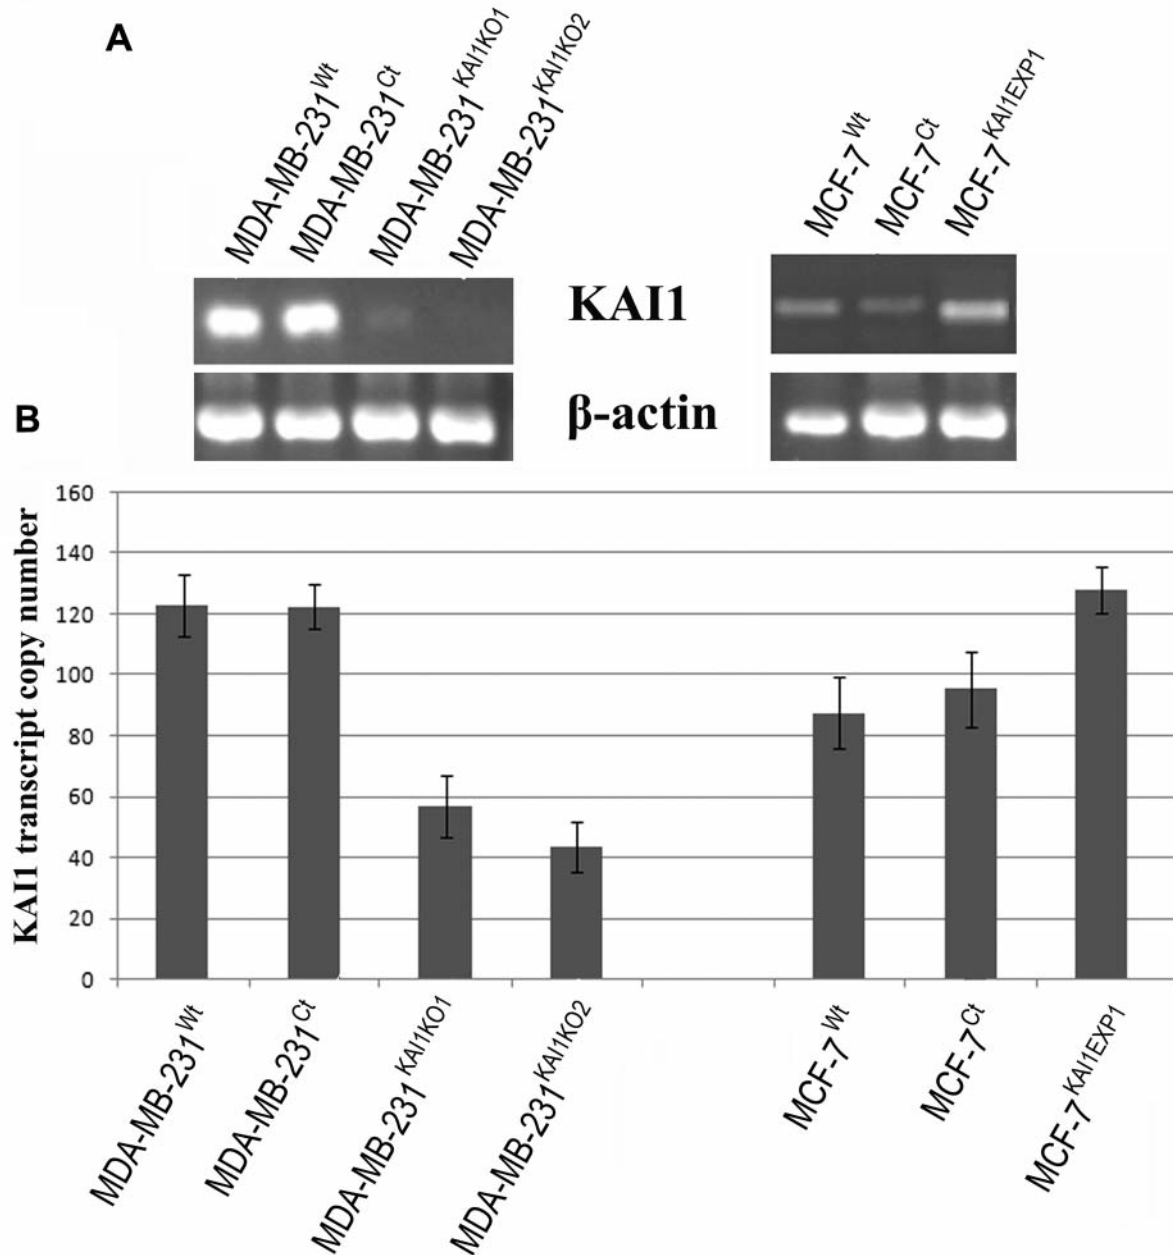 A
MDA-MB-231Wt
MDA-MB-231Ct
MDA-MB-231KAI1KO1
MDA-MB-231KAI1KO2
MCF-7Wt
MCF-7Ct
MCF-7KAI1EXP1
KAI1
β-actin
B
KAI1 transcript copy number
160
140
120
100
80
60
40
20
0
MDA-MB-231Wt
MDA-MB-231Ct
MDA-MB-231KAI1KO1
MDA-MB-231KAI1KO2
MCF-7Wt
MCF-7Ct
MCF-7KAI1EXP1